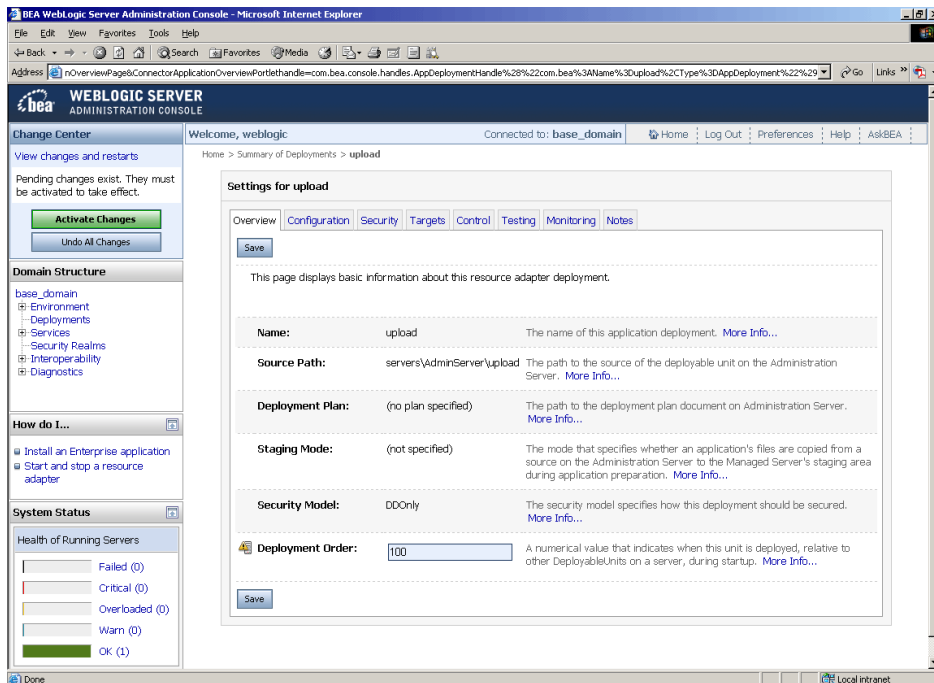 BEA WebLogic Server Administration Console - Microsoft Internet Explorer
File Edit View Favorites Tools Help
Back Search Favorites Media
Address nOverviewPage&ConnectorApplicationOverviewPortlethandle=com.bea.console.handles.AppDeploymentHandle%28%22com.bea%3AName%3Dupload%2CType%3DAppDeployment%22%29 Go Links »
bea WEBLOGIC SERVER
ADMINISTRATION CONSOLE
Change Center
View changes and restarts
Pending changes exist. They must
be activated to take effect.
Activate Changes
Undo All Changes
Domain Structure
base_domain
Environment
Deployments
Services
Security Realms
Interoperability
Diagnostics
How do I...
Install an Enterprise application
Start and stop a resource
adapter
System Status
Health of Running Servers
Failed (0)
Critical (0)
Overloaded (0)
Warn (0)
OK (1)
Welcome, weblogic Connected to: base_domain Home Log Out Preferences Help AskBEA
Home > Summary of Deployments > upload
Settings for upload
Overview Configuration Security Targets Control Testing Monitoring Notes
Save
This page displays basic information about this resource adapter deployment.
Name: upload The name of this application deployment. More Info...
Source Path: servers\AdminServer\upload The path to the source of the deployable unit on the Administration
Server. More Info...
Deployment Plan: (no plan specified) The path to the deployment plan document on Administration Server.
More Info...
Staging Mode: (not specified) The mode that specifies whether an application's files are copied from a
source on the Administration Server to the Managed Server's staging area
during application preparation. More Info...
Security Model: DDOnly The security model specifies how this deployment should be secured.
More Info...
Deployment Order: 100 A numerical value that indicates when this unit is deployed, relative to
other DeployableUnits on a server, during startup. More Info...
Save
Done Local intranet